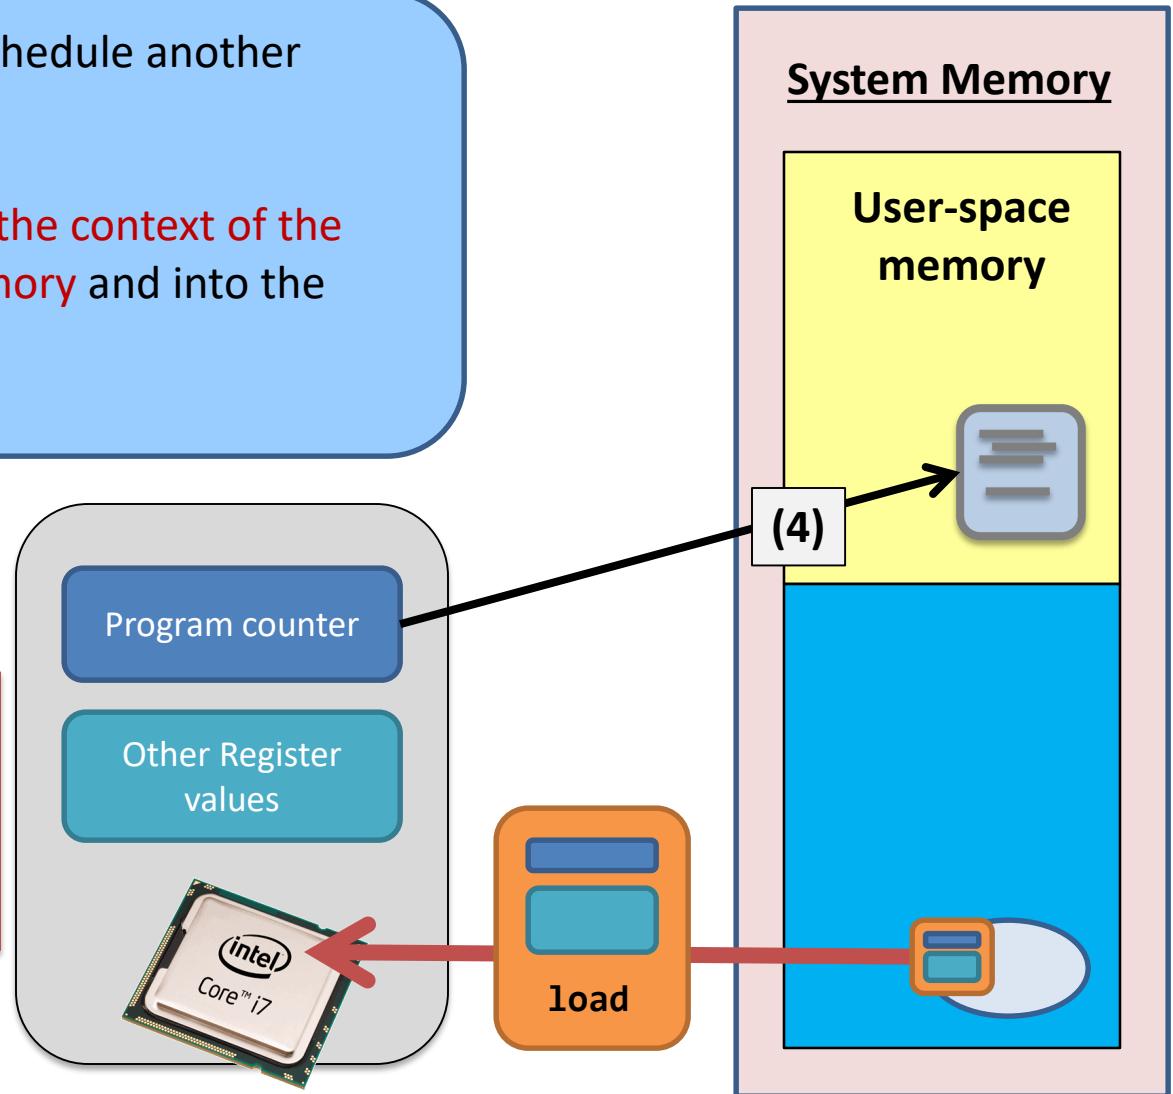 hedule another
the context of the
nory and into the
System Memory
User-space
memory
(4)
Program counter
Other Register
values
intel
Core™ i7
load